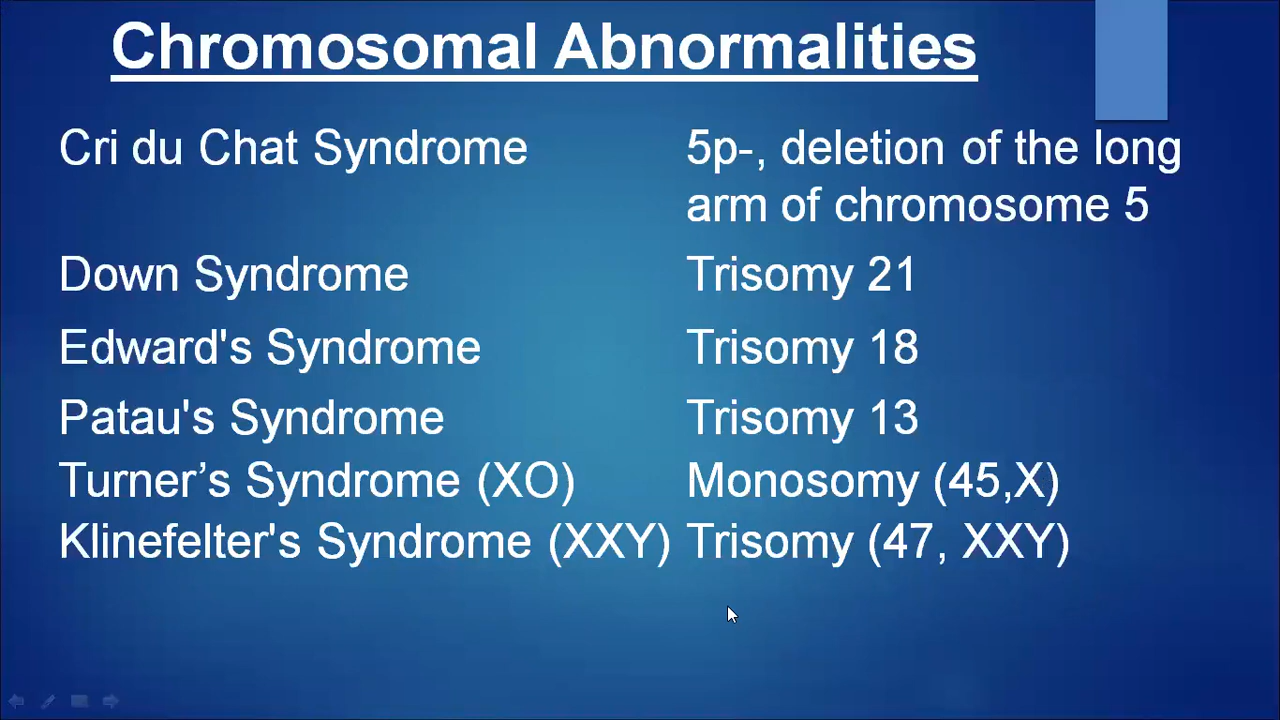 Chromosomal Abnormalities
Cri du Chat Syndrome 5p-, deletion of the long
arm of chromosome 5
Down Syndrome Trisomy 21
Edward's Syndrome Trisomy 18
Patau's Syndrome Trisomy 13
Turner’s Syndrome (XO) Monosomy (45,X)
Klinefelter's Syndrome (XXY) Trisomy (47, XXY)